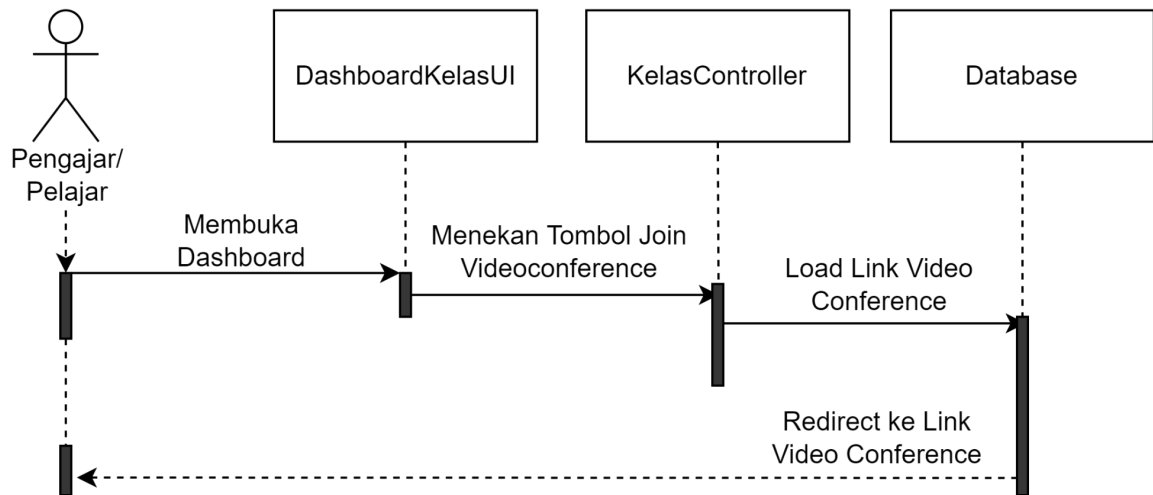 DashboardKelasUI
KelasController
Database
Pengajar/
Pelajar
Membuka
Dashboard
Menekan Tombol Join
Videoconference
Load Link Video
Conference
Redirect ke Link
Video Conference